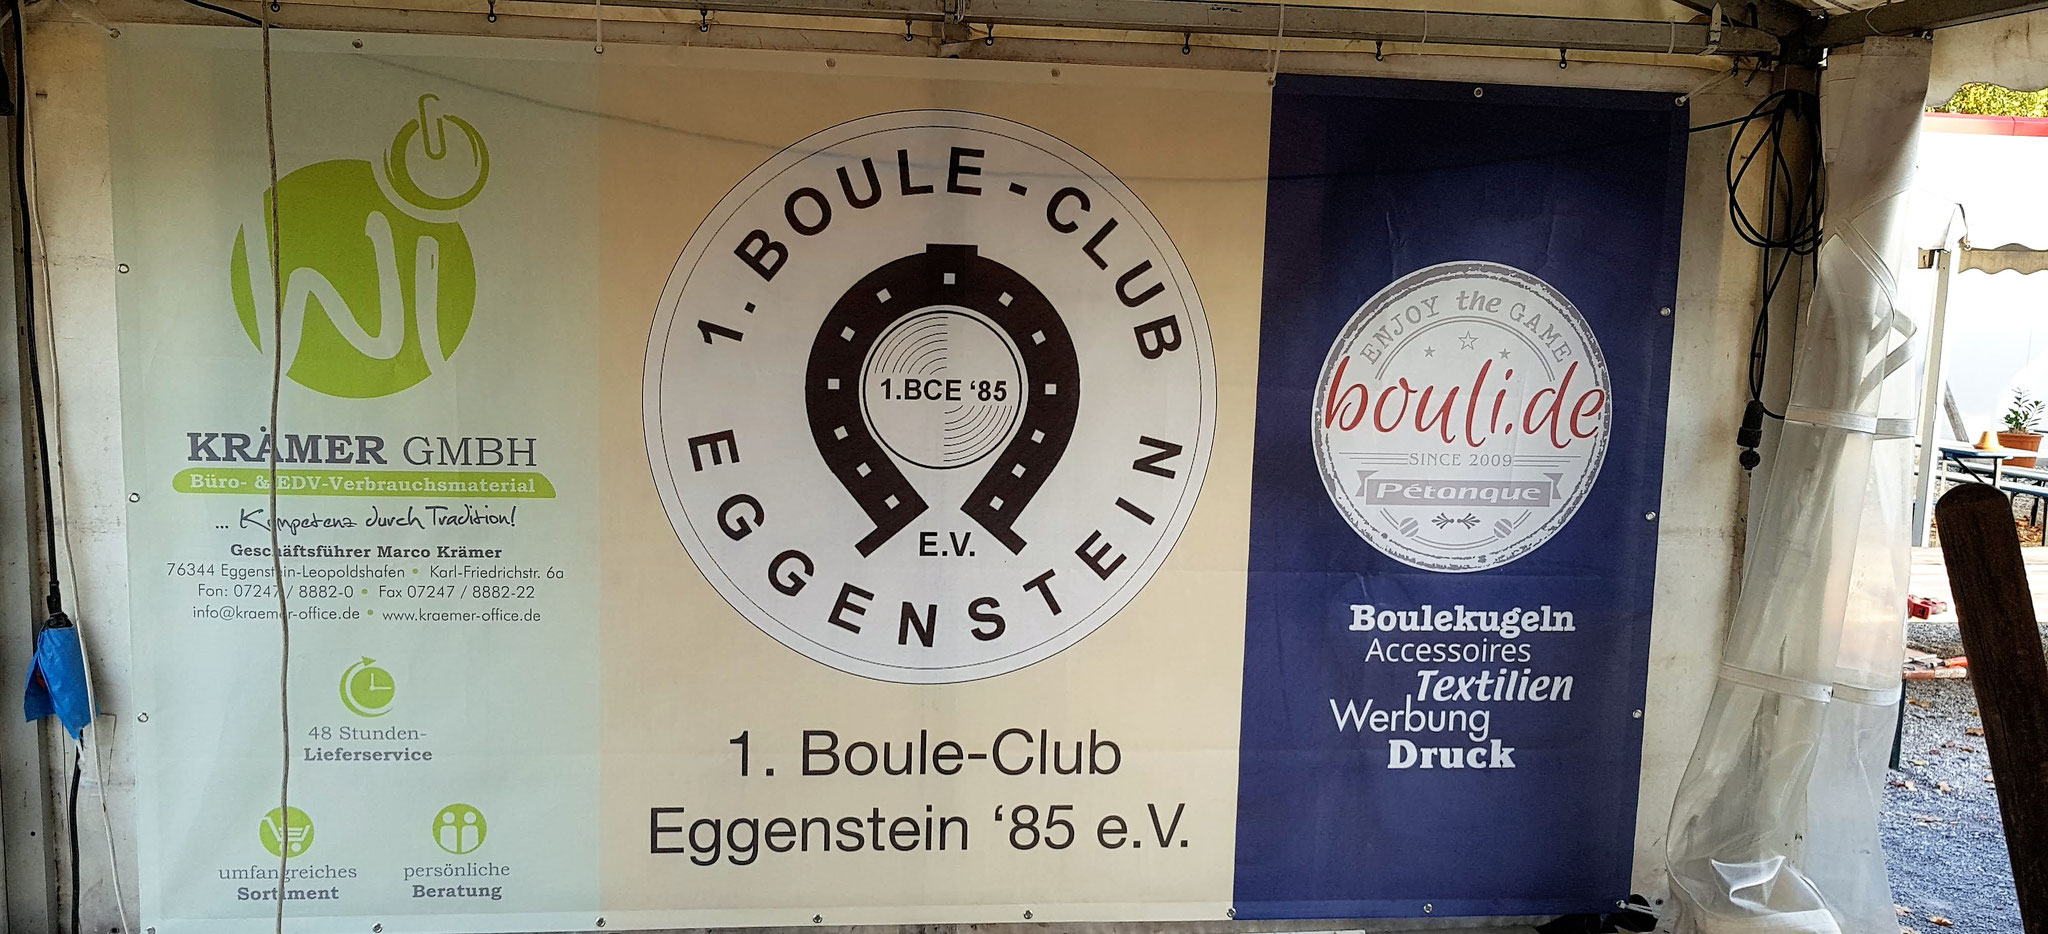 KRÄMER GMBH
Büro- & EDV-Verbrauchsmaterial
... Kompetenz durch Tradition!
Geschäftsführer Marco Krämer
76344 Eggenstein-Leopoldshafen • Karl-Friedrichstr. 6a
Fon: 07247 / 8882-0 • Fax 07247 / 8882-22
info@kraemer-office.de • www.kraemer-office.de
48 Stunden-
Lieferservice
umfangreiches
Sortiment
persönliche
Beratung
1. BOULE-CLUB
EGGENSTEIN
1.BCE ‘85
E.V.
1. Boule-Club
Eggenstein ‘85 e.V.
ENJOY the GAME
bouli.de
SINCE 2009
Pétanque
Boulekugeln
Accessoires
Textilien
Werbung
Druck